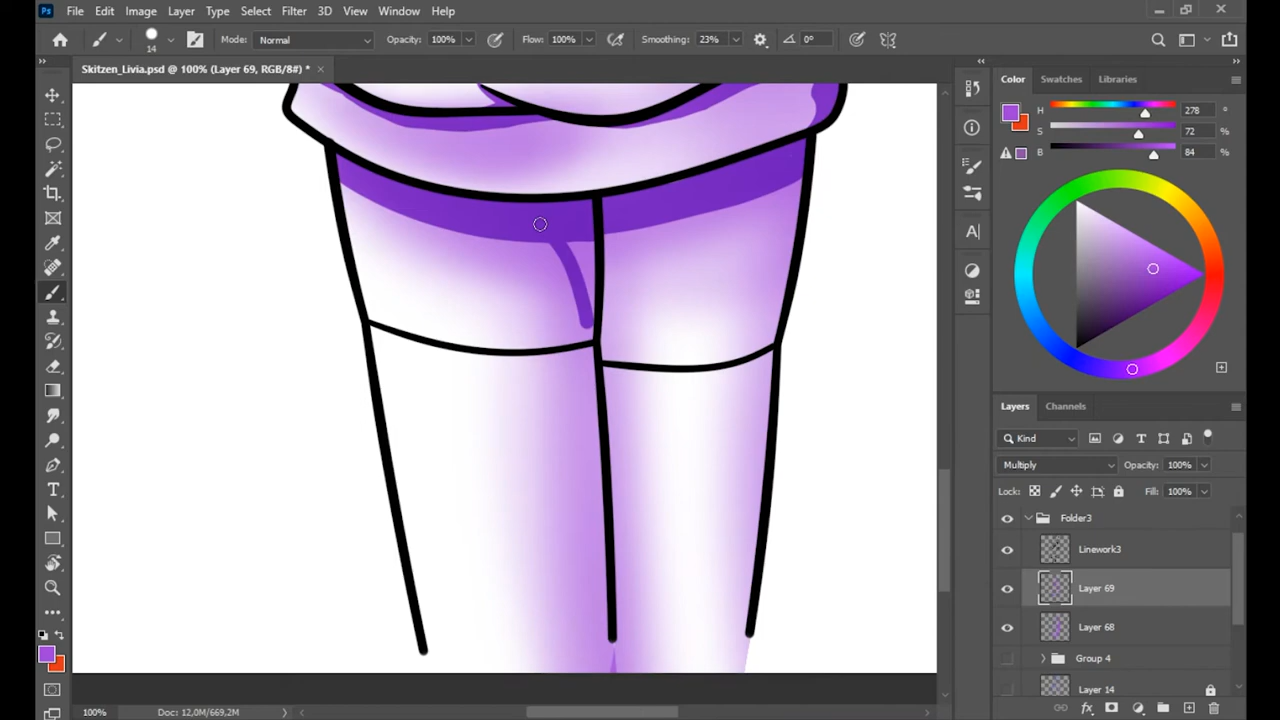 Ps File Edit Image Layer Type Select Filter 3D View Window Help
14 Mode: Normal Opacity: 100% Flow: 100% Smoothing: 23% 0°
Skitzen_Livia.psd @ 100% (Layer 69, RGB/8#) * ×
Color Swatches Libraries
H 278 °
S 72 %
B 84 %
A|
Layers Channels
Kind T
Multiply Opacity: 100%
Lock: Fill: 100%
Folder3
Linework3
Layer 69
Layer 68
Group 4
Layer 14
fx
T
100% Doc: 12,0M/669,2M